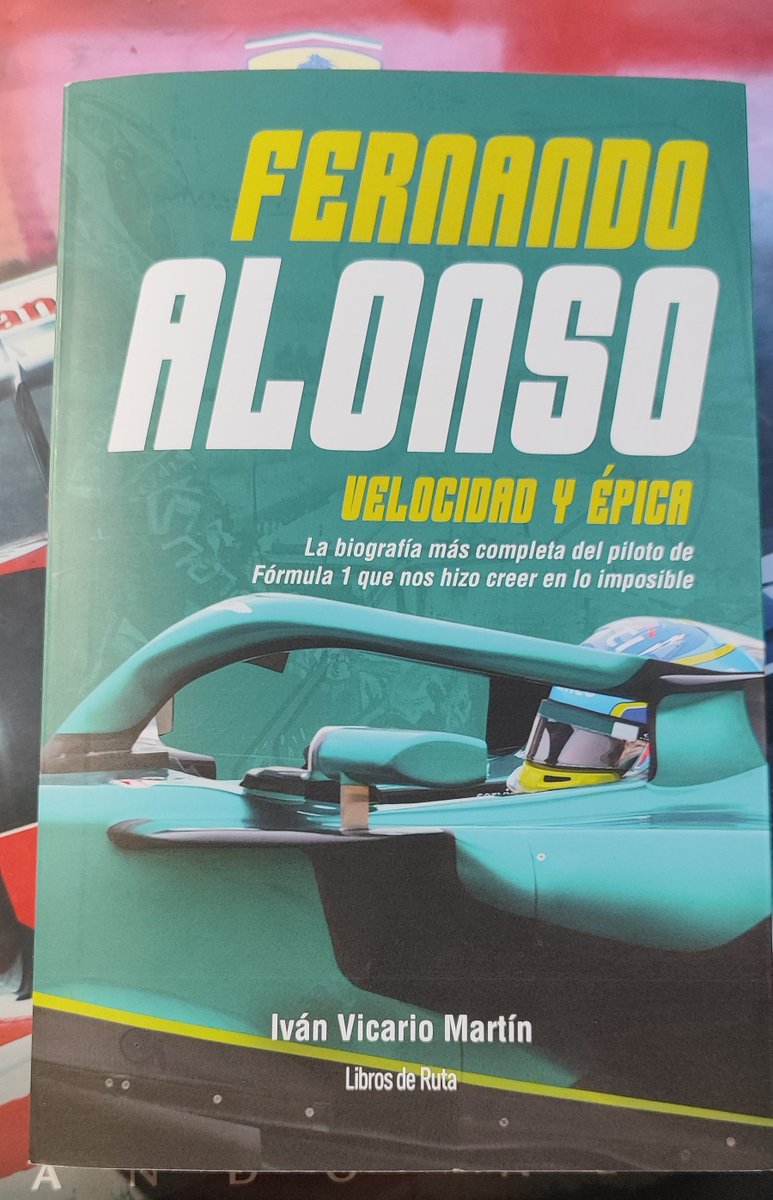 FERNANDO
ALONSO
VELOCIDAD Y ÉPICA
La biografía más completa del piloto de
Fórmula 1 que nos hizo creer en lo imposible
Iván Vicario Martín
Libros de Ruta